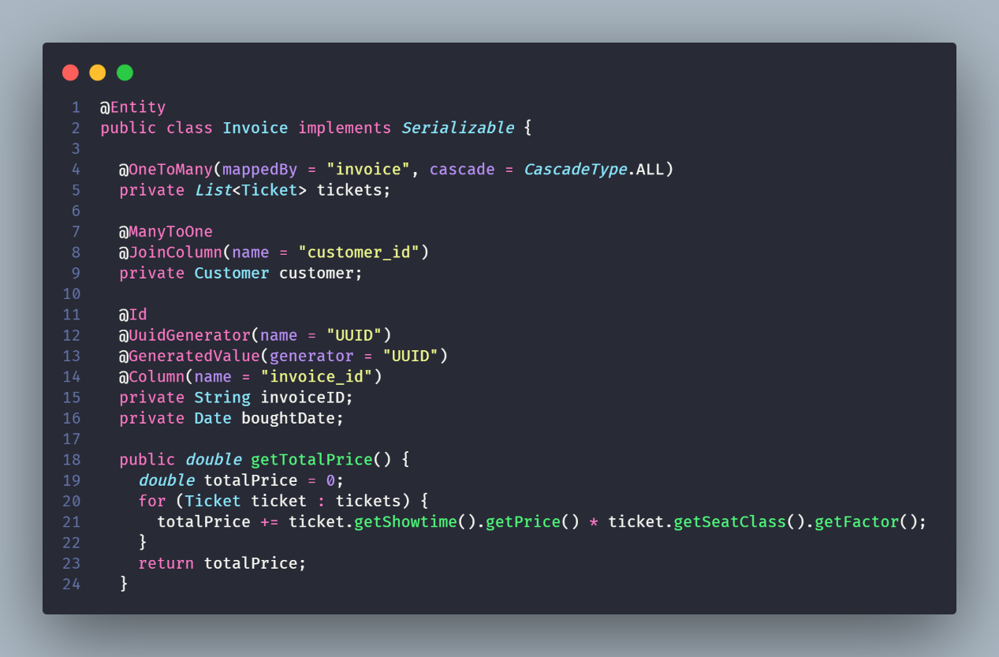 1 @Entity
2 public class Invoice implements Serializable {
3
4   @OneToMany(mappedBy = "invoice", cascade = CascadeType.ALL)
5   private List<Ticket> tickets;
6
7   @ManyToOne
8   @JoinColumn(name = "customer_id")
9   private Customer customer;
10
11   @Id
12   @UuidGenerator(name = "UUID")
13   @GeneratedValue(generator = "UUID")
14   @Column(name = "invoice_id")
15   private String invoiceID;
16   private Date boughtDate;
17
18   public double getTotalPrice() {
19     double totalPrice = 0;
20     for (Ticket ticket : tickets) {
21       totalPrice += ticket.getShowtime().getPrice() * ticket.getSeatClass().getFactor();
22     }
23     return totalPrice;
24   }